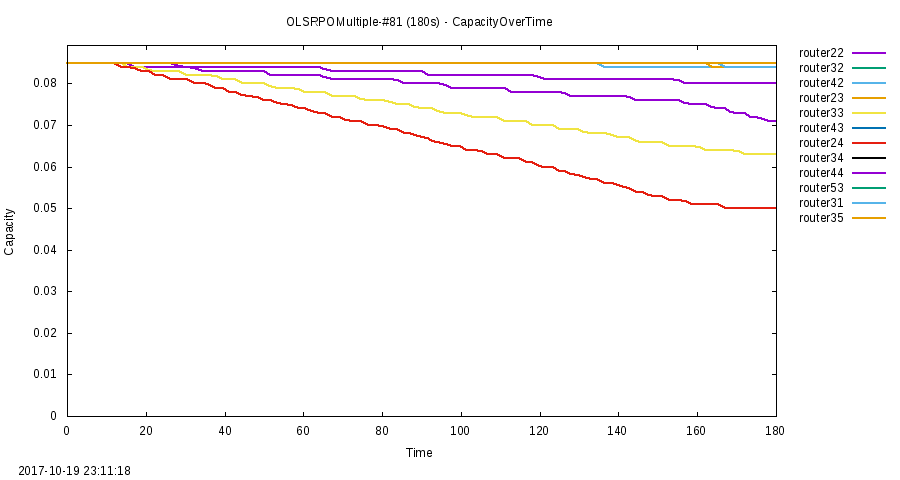 OLSRPOMultiple-#81 (180s) - CapacityOverTime
router22
router32
router42
router23
router33
router43
router24
router34
router44
router53
router31
router35
0.08
0.07
0.06
0.05
0.04
0.03
0.02
0.01
0
Capacity
0 20 40 60 80 100 120 140 160 180
Time
2017-10-19 23:11:18